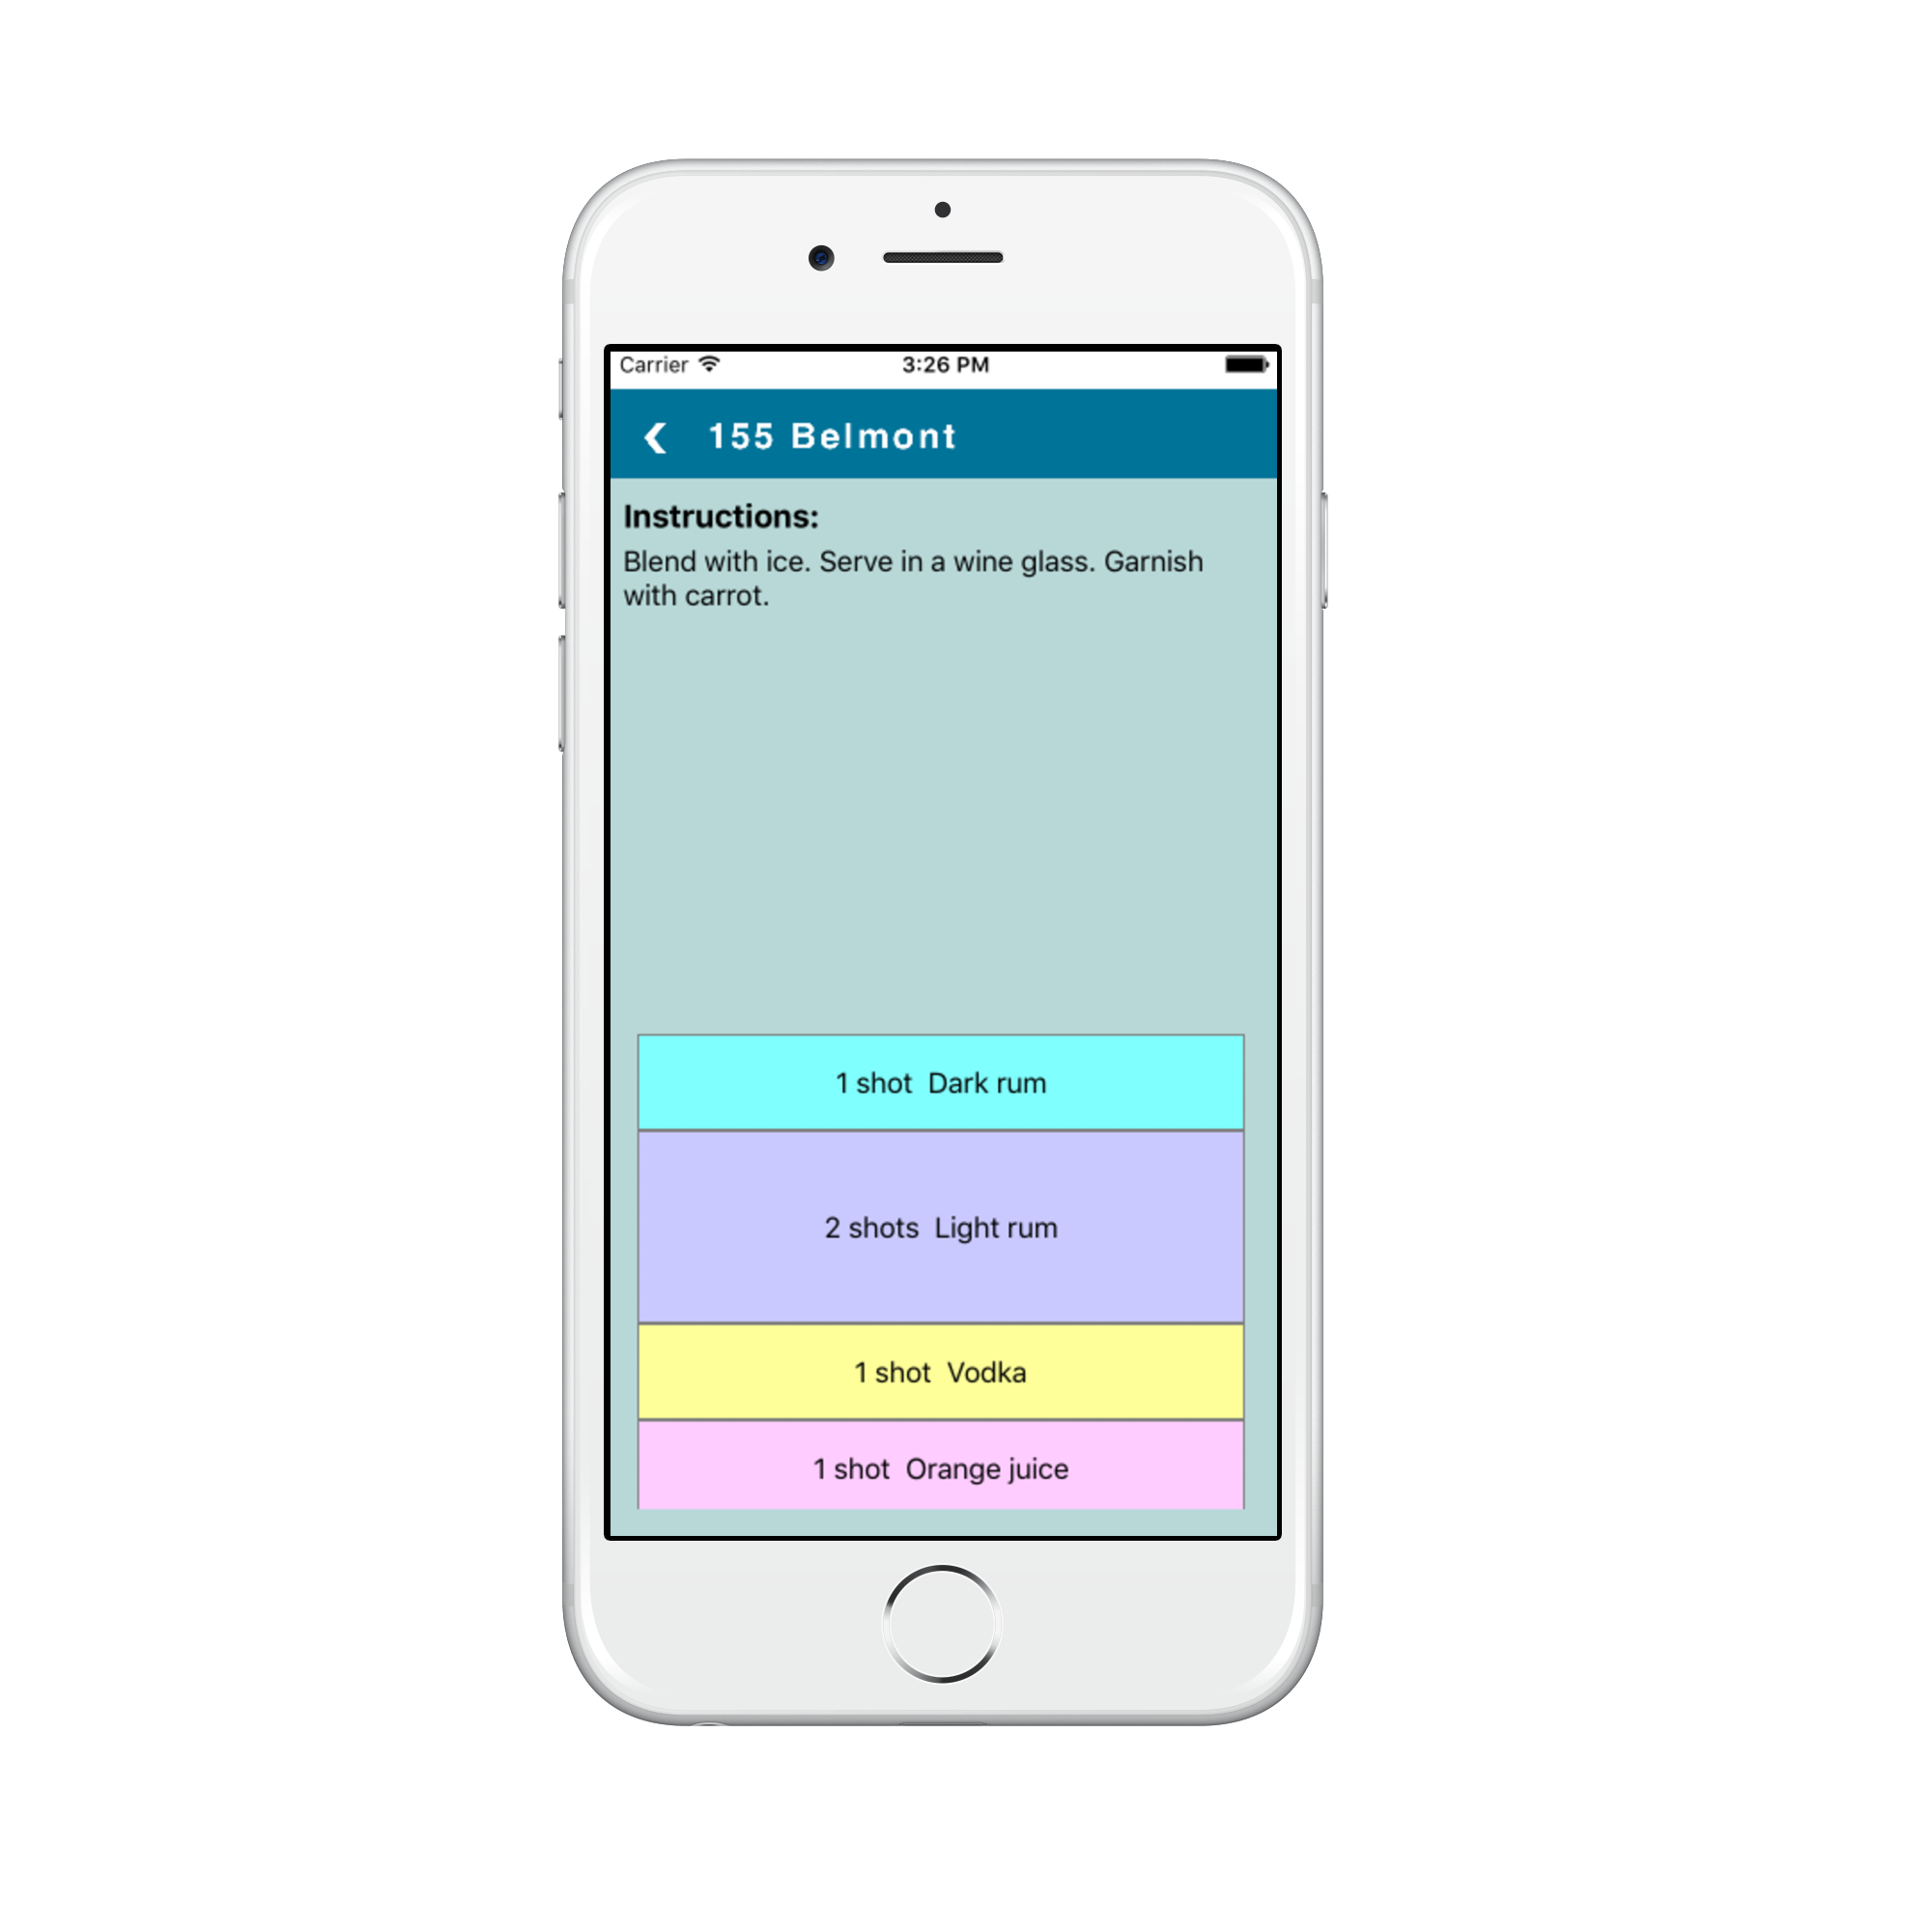 Carrier 3:26 PM
155 Belmont
Instructions:
Blend with ice. Serve in a wine glass. Garnish
with carrot.
1 shot Dark rum
2 shots Light rum
1 shot Vodka
1 shot Orange juice